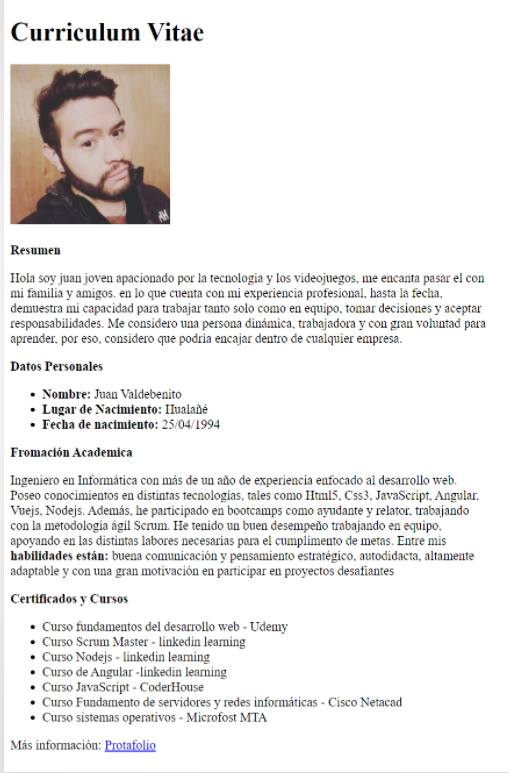 Curriculum Vitae
Resumen
Hola soy juan joven apacionado por la tecnologia y los videojuegos, me encanta pasar el con
mi familia y amigos. en lo que cuenta con mi experiencia profesional, hasta la fecha,
demuestra mi capacidad para trabajar tanto solo como en equipo, tomar decisiones y aceptar
responsabilidades. Me considero una persona dinámica, trabajadora y con gran voluntad para
aprender, por eso, considero que podría encajar dentro de cualquier empresa.
Datos Personales
• Nombre: Juan Valdebenito
• Lugar de Nacimiento: Hualañé
• Fecha de nacimiento: 25/04/1994
Fromación Academica
Ingeniero en Informática con más de un año de experiencia enfocado al desarrollo web.
Poseo conocimientos en distintas tecnologías, tales como Html5, Css3, JavaScript, Angular,
Vuejs, Nodejs. Además, he participado en bootcamps como ayudante y relator, trabajando
con la metodología ágil Scrum. He tenido un buen desempeño trabajando en equipo,
apoyando en las distintas labores necesarias para el cumplimento de metas. Entre mis
habilidades están: buena comunicación y pensamiento estratégico, autodidacta, altamente
adaptable y con una gran motivación en participar en proyectos desafiantes
Certificados y Cursos
• Curso fundamentos del desarrollo web - Udemy
• Curso Scrum Master - linkedin learning
• Curso Nodejs - linkedin learning
• Curso de Angular -linkedin learning
• Curso JavaScript - CoderHouse
• Curso Fundamento de servidores y redes informáticas - Cisco Netacad
• Curso sistemas operativos - Microfost MTA
Más información: Protafolio